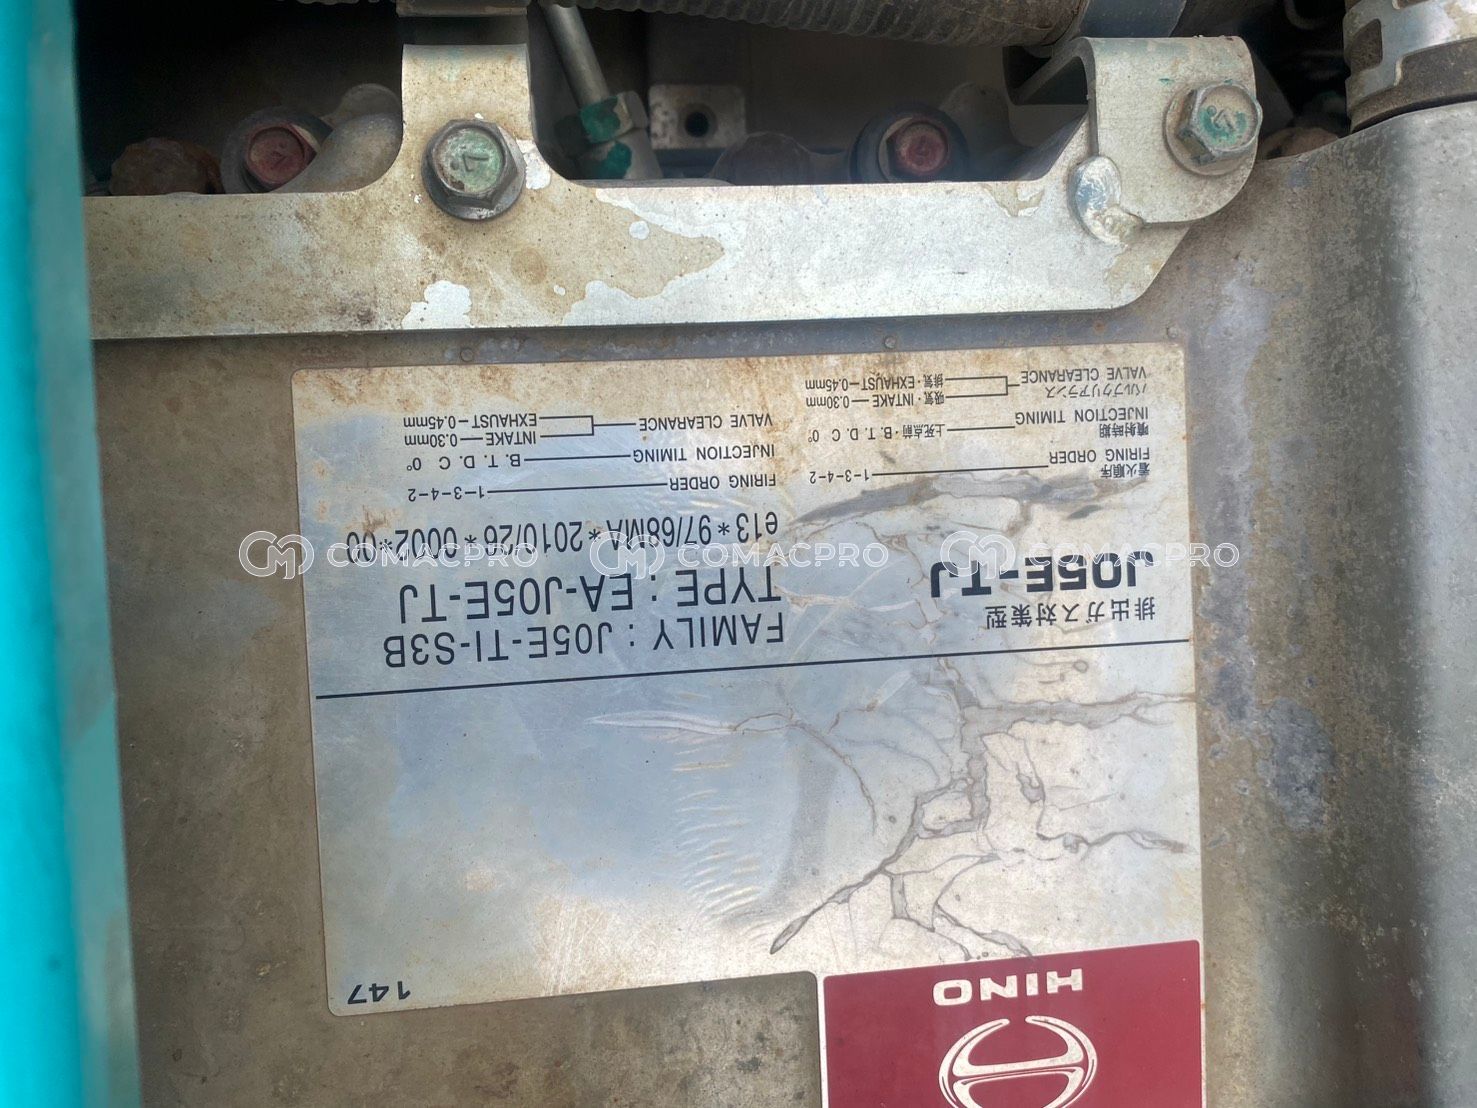 HINO
147
排出ガス対策型
J05E-TJ
着火順序
FIRING ORDER 1-3-4-2
噴射時期
INJECTION TIMING 上死点前・B. T. D. C 0°
バルブクリアランス
VALVE CLEARANCE
吸気・INTAKE 0.30mm
排気・EXHAUST 0.45mm
FAMILY : J05E-TI-S3B
TYPE : EA-J05E-TJ
e13*97/68MA*2010/26*0002*00
FIRING ORDER 1-3-4-2
INJECTION TIMING B. T. D. C 0°
VALVE CLEARANCE
INTAKE 0.30mm
EXHAUST 0.45mm
7
7
COMACPRO COMACPRO COMACPRO